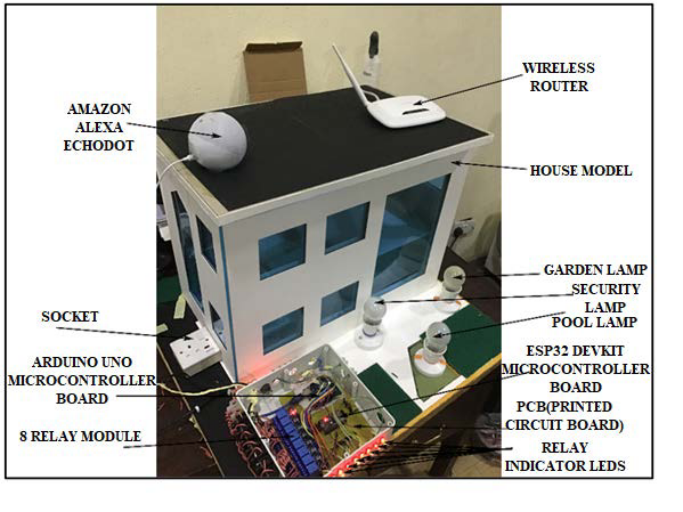 WIRELESS
ROUTER
AMAZON
ALEXA
ECHODOT
HOUSE MODEL
GARDEN LAMP
SECURITY
LAMP
POOL LAMP
SOCKET
ARDUINO UNO
MICROCONTROLLER
BOARD
ESP32 DEVKIT
MICROCONTROLLER
BOARD
PCB(PRINTED
CIRCUIT BOARD)
8 RELAY MODULE
RELAY
INDICATOR LEDS